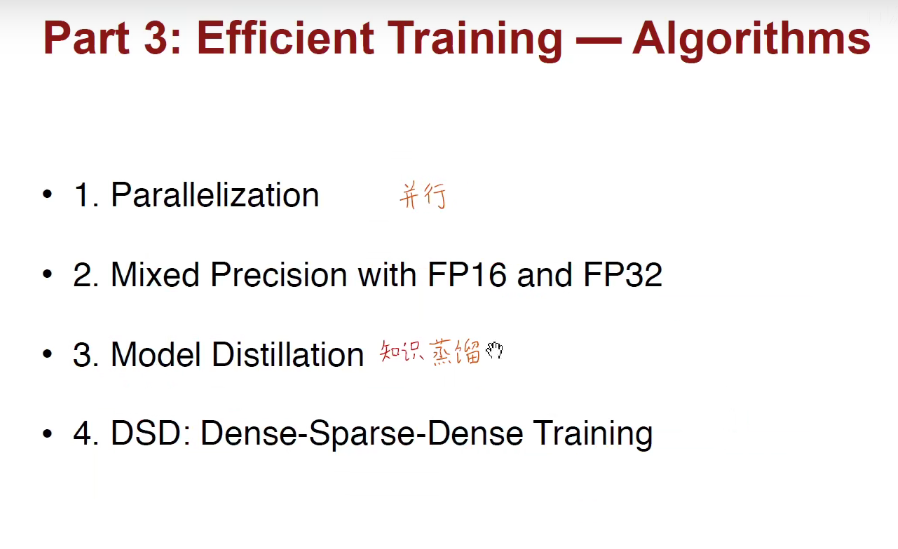 Part 3: Efficient Training — Algorithms
• 1. Parallelization 并行
• 2. Mixed Precision with FP16 and FP32
• 3. Model Distillation 知识蒸馏
• 4. DSD: Dense-Sparse-Dense Training